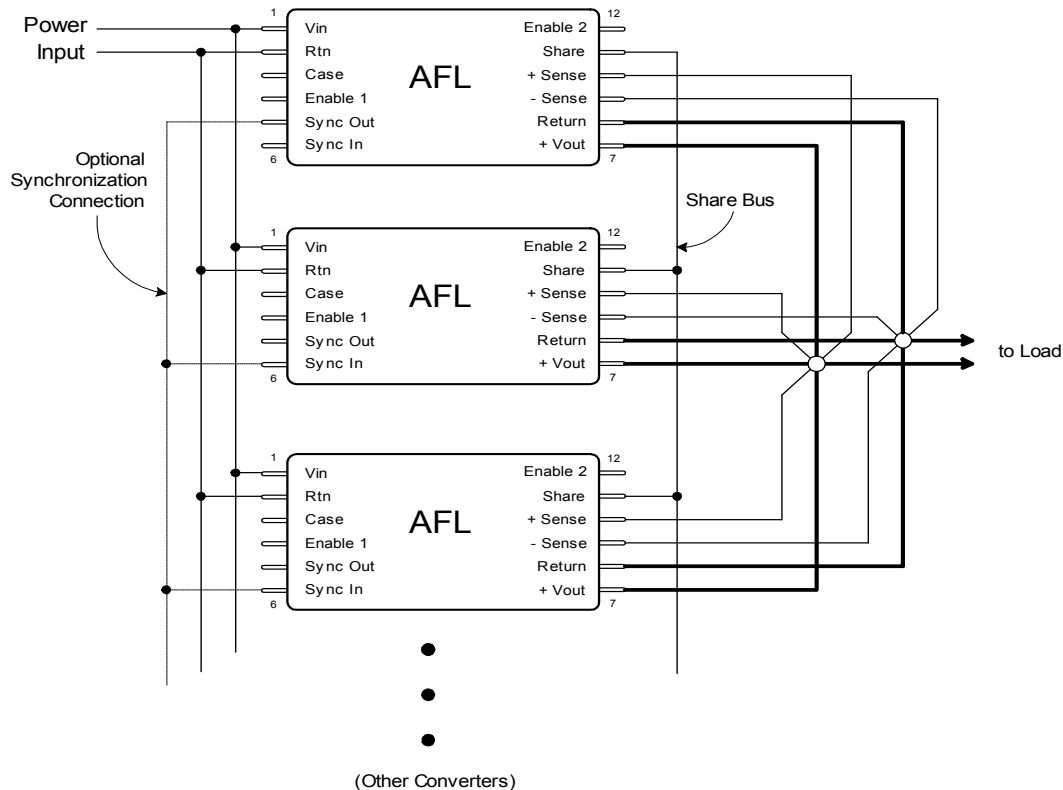 Power
Input
Optional
Synchronization
Connection
1
Vin
Rtn
Case
Enable 1
Sync Out
Sync In
6
AFL
12
Enable 2
Share
+ Sense
- Sense
Return
+ Vout
7
Share Bus
1
Vin
Rtn
Case
Enable 1
Sync Out
Sync In
6
AFL
12
Enable 2
Share
+ Sense
- Sense
Return
+ Vout
7
to Load
1
Vin
Rtn
Case
Enable 1
Sync Out
Sync In
6
AFL
12
Enable 2
Share
+ Sense
- Sense
Return
+ Vout
7
(Other Converters)